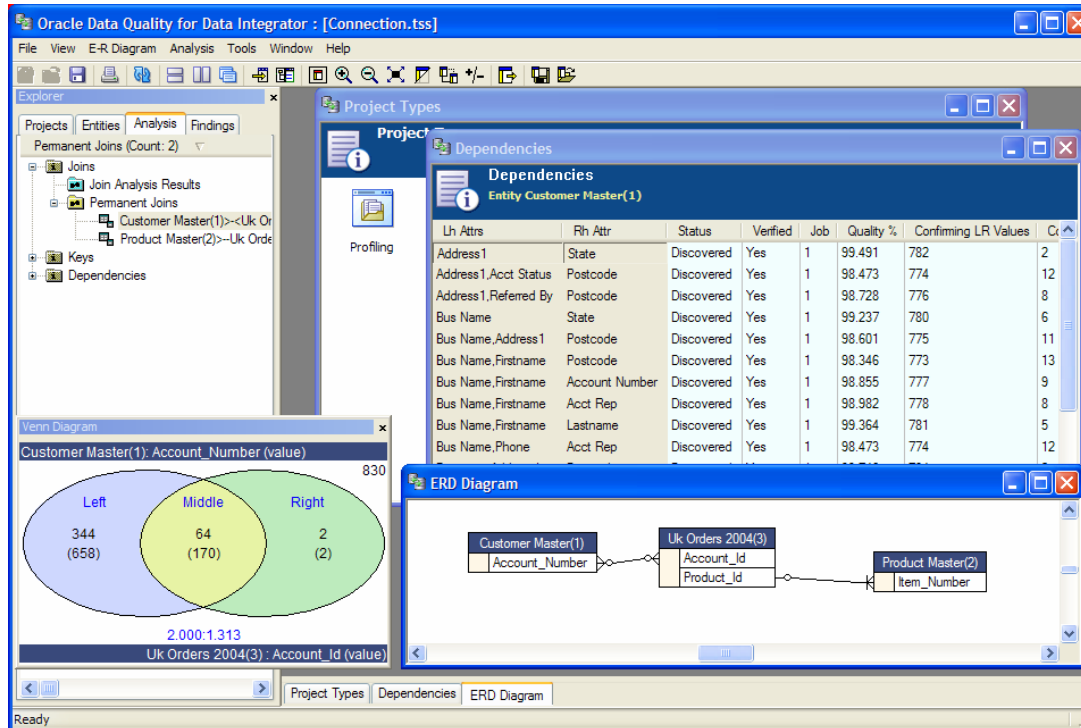 Oracle Data Quality for Data Integrator : [Connection.tss]
File View E-R Diagram Analysis Tools Window Help
Explorer
Projects Entities Analysis Findings
Permanent Joins (Count: 2)
Joins
Join Analysis Results
Permanent Joins
Customer Master(1)>-<Uk Or
Product Master(2)>--Uk Orde
Keys
Dependencies
Project Types
Profiling
Dependencies
Dependencies
Entity Customer Master(1)
Lh Attrs Rh Attr Status Verified Job Quality % Confirming LR Values
Address1 State Discovered Yes 1 99.491 782 2
Address1,Acct Status Postcode Discovered Yes 1 98.473 774 12
Address1,Referred By Postcode Discovered Yes 1 98.728 776 8
Bus Name State Discovered Yes 1 99.237 780 6
Bus Name,Address1 Postcode Discovered Yes 1 98.601 775 11
Bus Name,Firstname Postcode Discovered Yes 1 98.346 773 13
Bus Name,Firstname Account Number Discovered Yes 1 98.855 777 9
Bus Name,Firstname Acct Rep Discovered Yes 1 98.982 778 8
Bus Name,Firstname Lastname Discovered Yes 1 99.364 781 5
Bus Name,Phone Acct Rep Discovered Yes 1 98.473 774 12
Venn Diagram
Customer Master(1): Account_Number (value)
830
Left Middle Right
344 64 2
(658) (170) (2)
2.000:1.313
Uk Orders 2004(3) : Account_Id (value)
ERD Diagram
Customer Master(1)
Account_Number
Uk Orders 2004(3)
Account_Id
Product_Id
Product Master(2)
Item_Number
Project Types Dependencies ERD Diagram
Ready